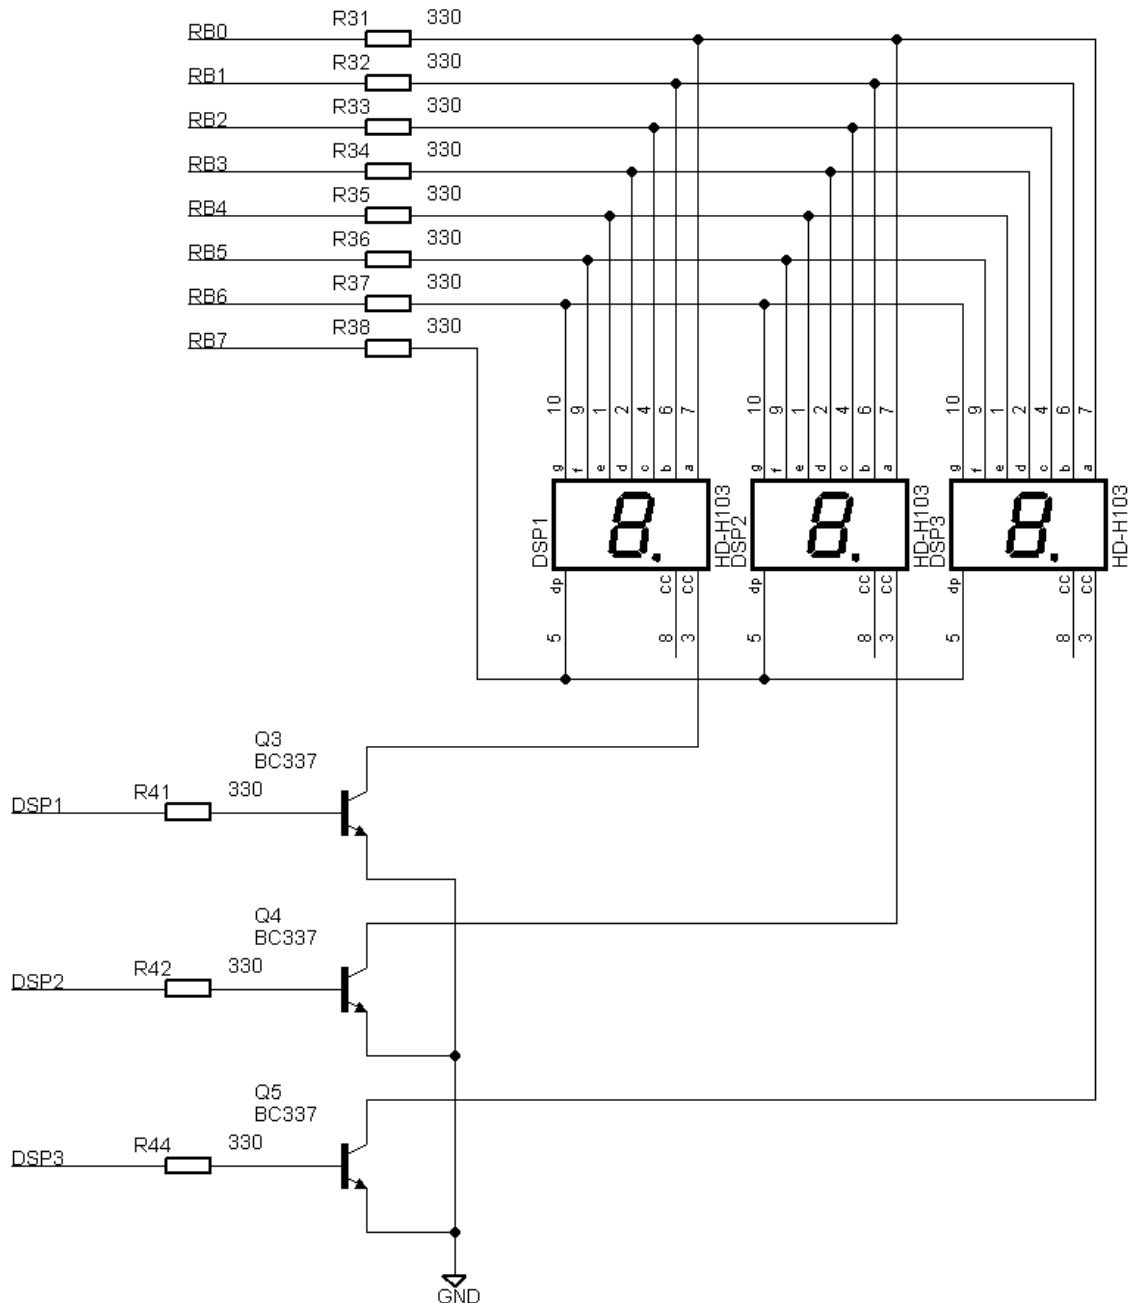 R31 330
RB0
R32 330
RB1
R33 330
RB2
R34 330
RB3
R35 330
RB4
R36 330
RB5
R37 330
RB6
R38 330
RB7
10 9 1 2 4 6 7
10 9 1 2 4 6 7
10 9 1 2 4 6 7
g f e d c b a
g f e d c b a
g f e d c b a
DSP1 8. HD-H103
DSP2 8. HD-H103
DSP3 8. HD-H103
dp cc cc
dp cc cc
dp cc cc
5 8 3
5 8 3
5 8 3
Q3
BC337
R41 330
DSP1
Q4
BC337
R42 330
DSP2
Q5
BC337
R44 330
DSP3
GND